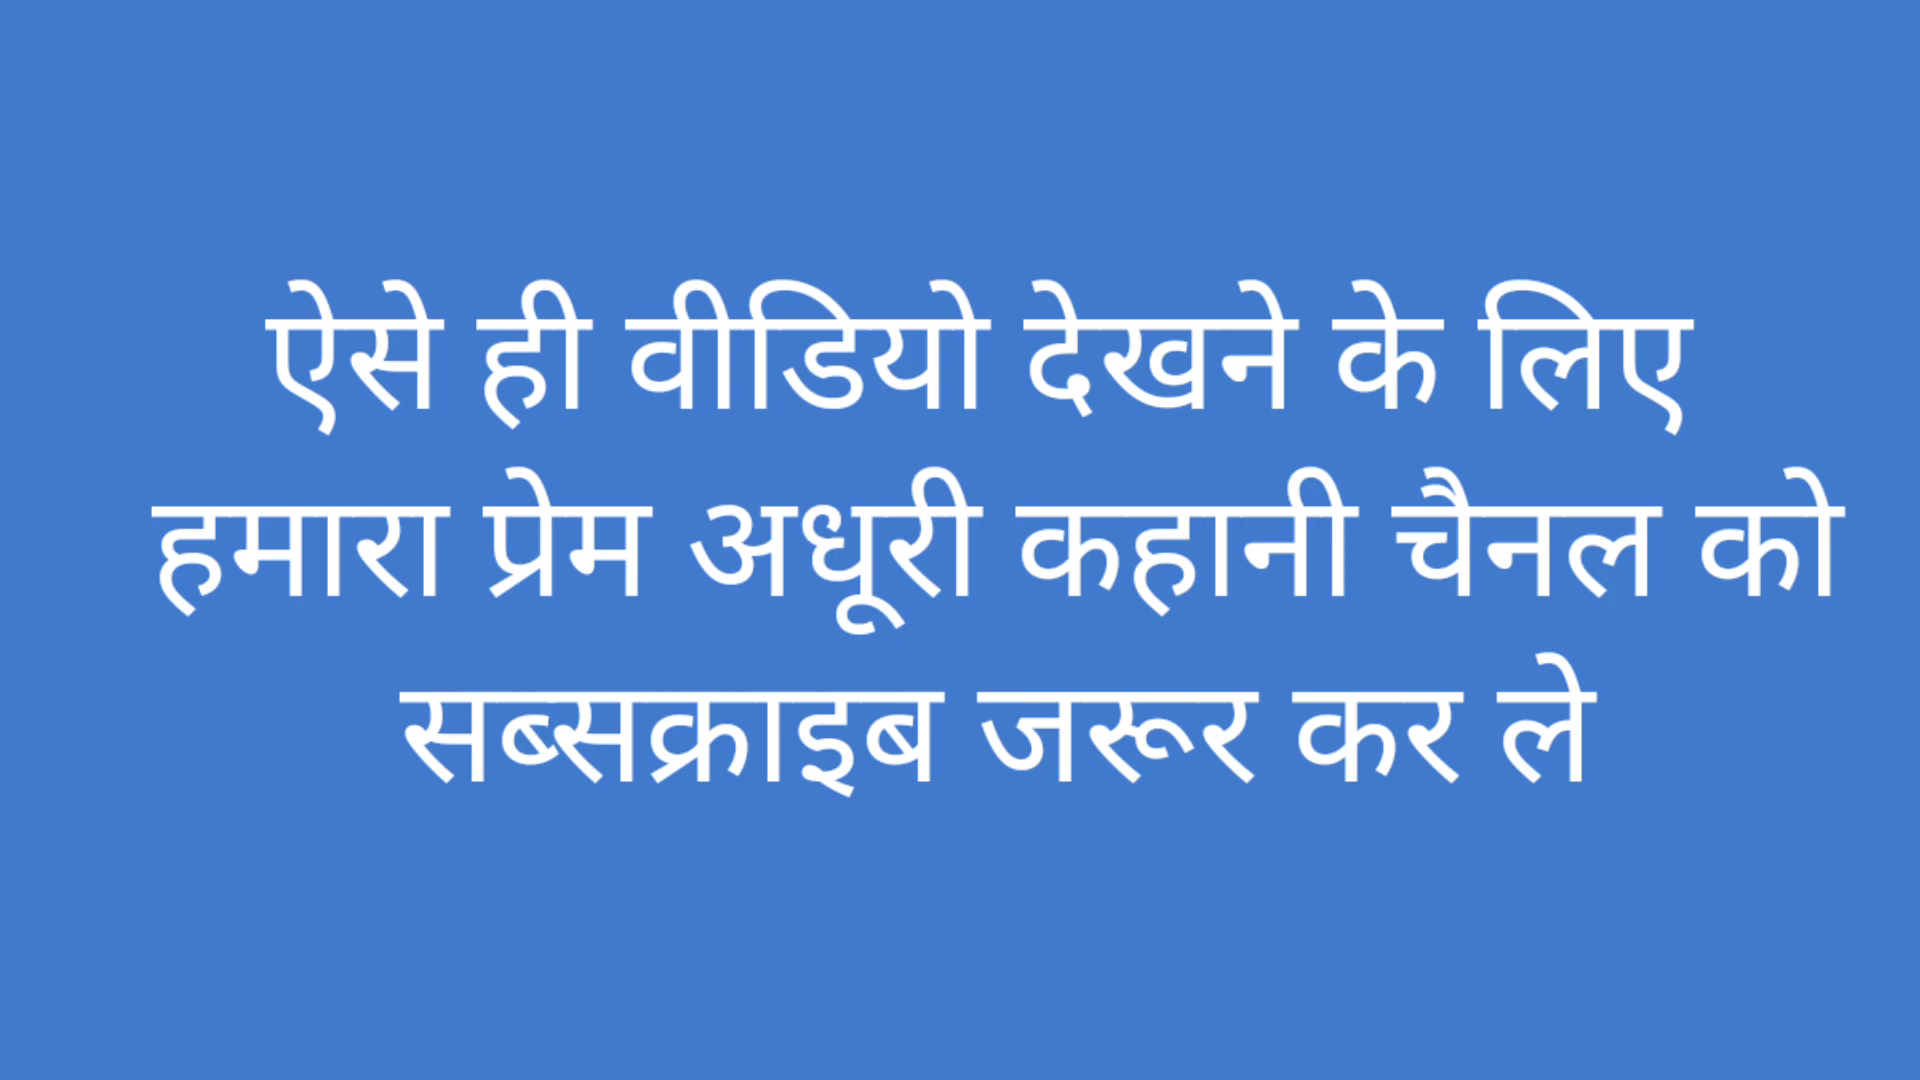 ऐसे ही वीडियो देखने के लिए
हमारा प्रेम अधूरी कहानी चैनल को
सब्सक्राइब जरूर कर ले